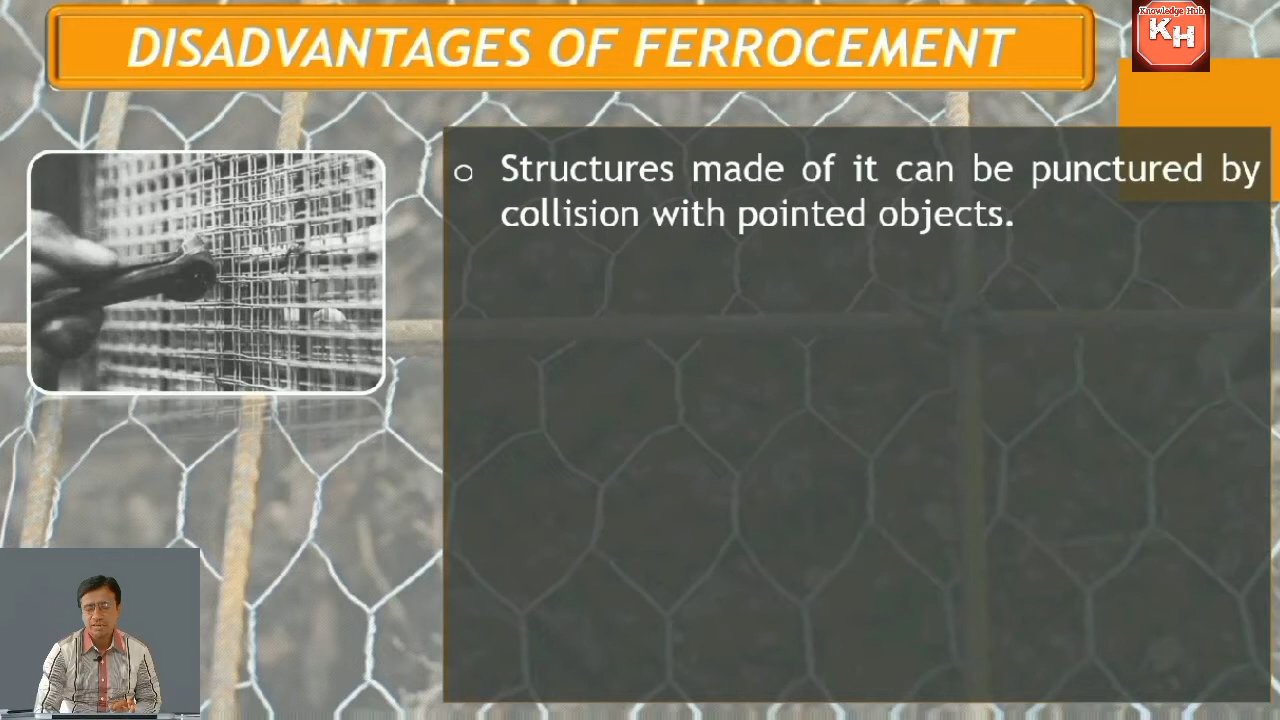 DISADVANTAGES OF FERROCEMENT
Knowledge Hub
KH
o Structures made of it can be punctured by
collision with pointed objects.